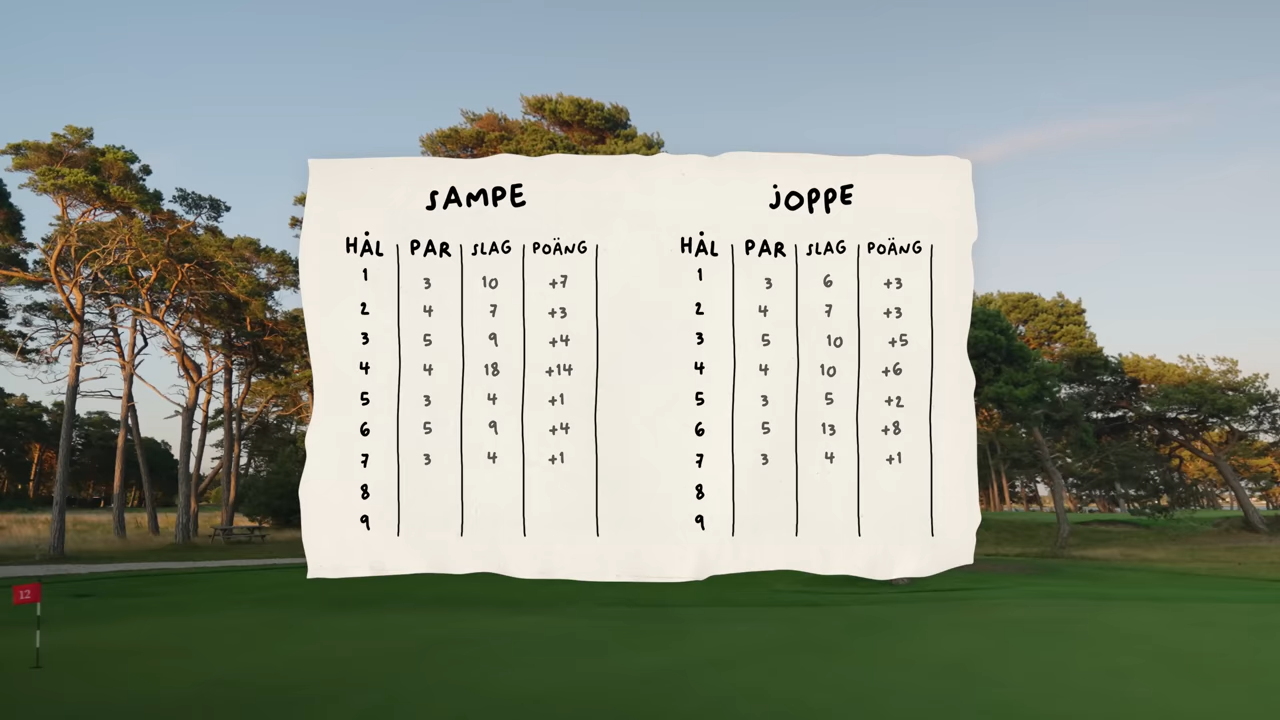 SAMPE JOPPE
HÅL PAR SLAG POÄNG HÅL PAR SLAG POÄNG
1 3 10 +7 1 3 6 +3
2 4 7 +3 2 4 7 +3
3 5 9 +4 3 5 10 +5
4 4 18 +14 4 4 10 +6
5 3 4 +1 5 3 5 +2
6 5 9 +4 6 5 13 +8
7 3 4 +1 7 3 4 +1
8 8
9 9
12